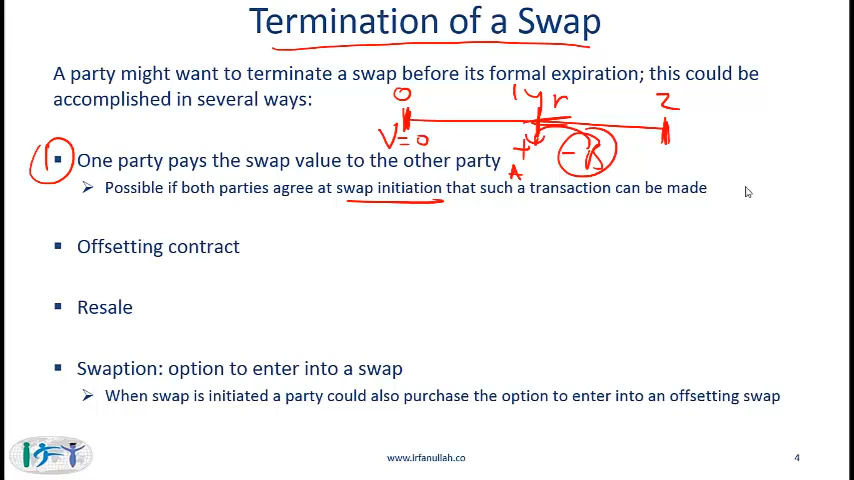 Termination of a Swap
A party might want to terminate a swap before its formal expiration; this could be
accomplished in several ways:
0 1yr 2
V=0 + -
A B
1
▪ One party pays the swap value to the other party
➢ Possible if both parties agree at swap initiation that such a transaction can be made
▪ Offsetting contract
▪ Resale
▪ Swaption: option to enter into a swap
➢ When swap is initiated a party could also purchase the option to enter into an offsetting swap
www.irfanullah.co
4